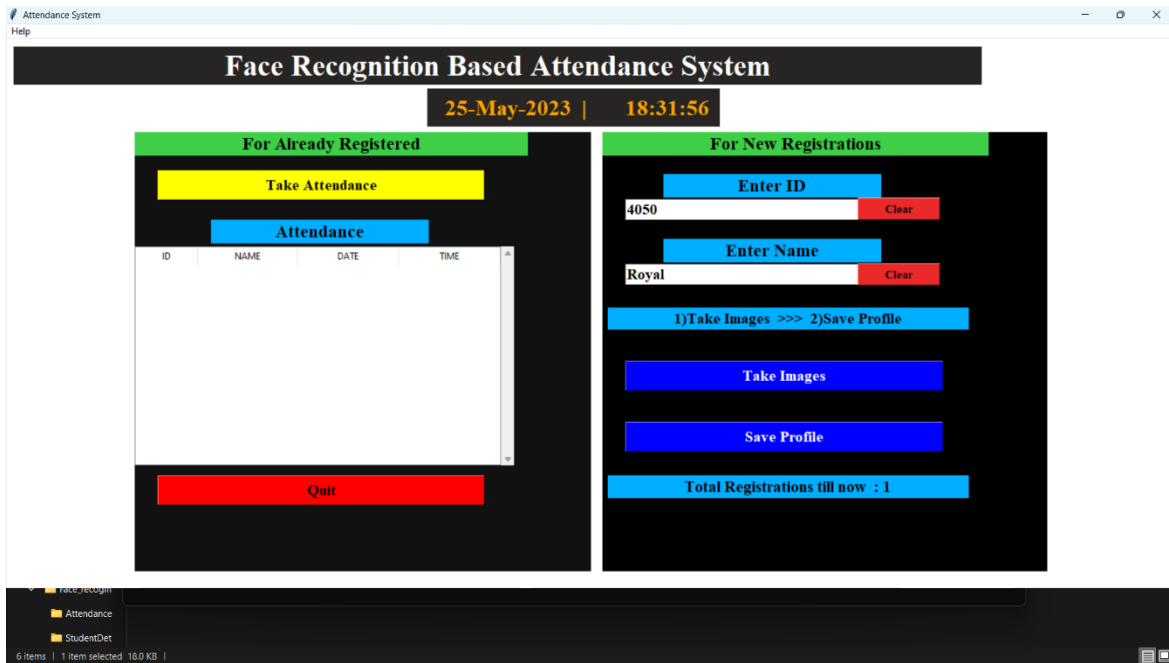 Attendance System
Help
Face Recognition Based Attendance System
25-May-2023 | 18:31:56
For Already Registered
Take Attendance
Attendance
ID NAME DATE TIME
Quit
For New Registrations
Enter ID
4050 Clear
Enter Name
Royal Clear
1)Take Images >>> 2)Save Profile
Take Images
Save Profile
Total Registrations till now : 1
Face_recogin
Attendance
StudentDet
6 items | 1 item selected 18.0 KB |